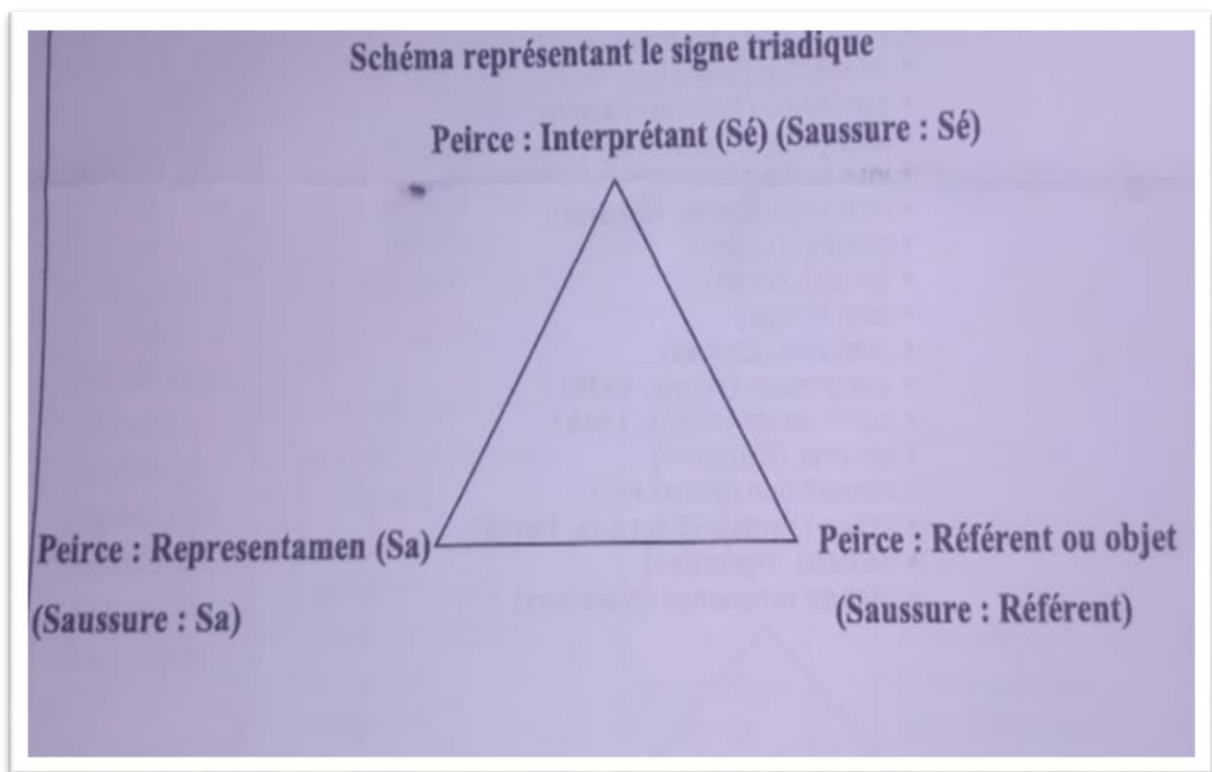 Schéma représentant le signe triadique
Peirce : Interprétant (Sé) (Saussure : Sé)
Peirce : Representamen (Sa)
(Saussure : Sa)
Peirce : Référent ou objet
(Saussure : Référent)